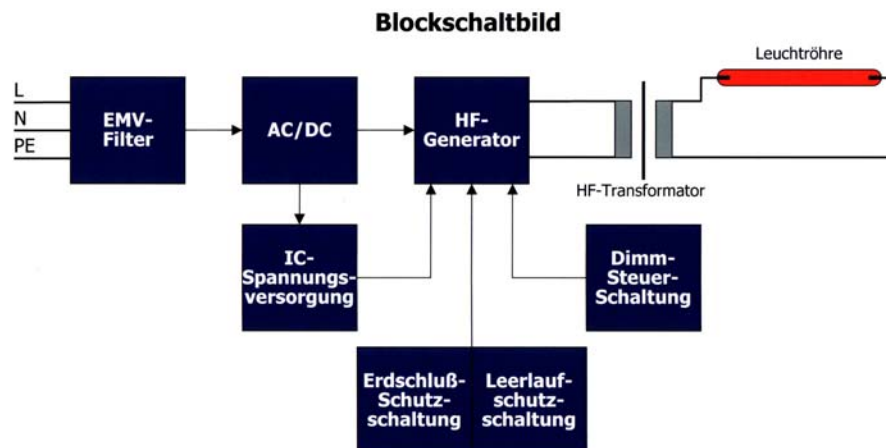 Blockschaltbild
Leuchtröhre
L
N
PE
EMV-
Filter
AC/DC
HF-
Generator
HF-Transformator
IC-
Spannungs-
versorgung
Dimm-
Steuer-
Schaltung
Erdschluß-
Schutz-
schaltung
Leerlauf-
schutz-
schaltung